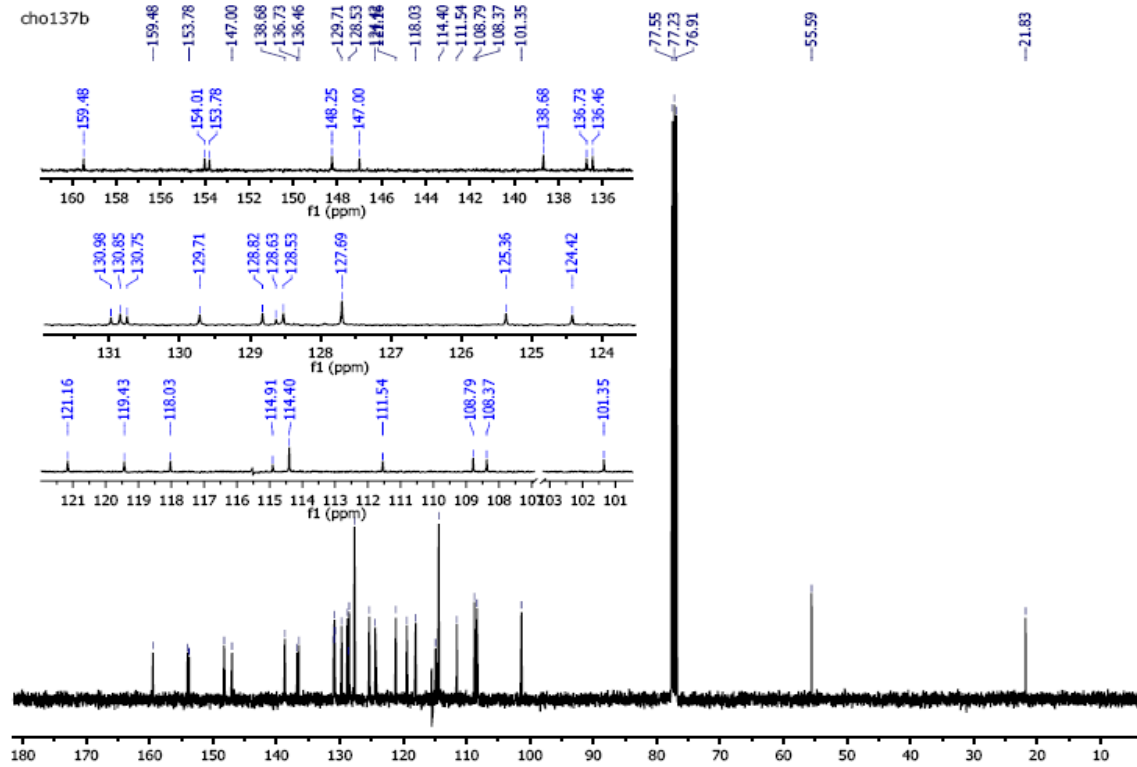 cho137b
159.48 153.78 147.00 138.68 136.73 136.46 129.71 128.53 118.03 114.40 111.54 108.79 108.37 101.35 77.55 77.23 76.91 55.59 21.83
159.48 154.01 153.78 148.25 147.00 138.68 136.73 136.46
160 158 156 154 152 150 148 146 144 142 140 138 136
f1 (ppm)
130.98 130.85 130.75 129.71 128.82 128.63 128.53 127.69 125.36 124.42
131 130 129 128 127 126 125 124
f1 (ppm)
121.16 119.43 118.03 114.91 114.40 111.54 108.79 108.37 101.35
121 120 119 118 117 116 115 114 113 112 111 110 109 108 107 103 102 101
f1 (ppm)
180 170 160 150 140 130 120 110 100 90 80 70 60 50 40 30 20 10